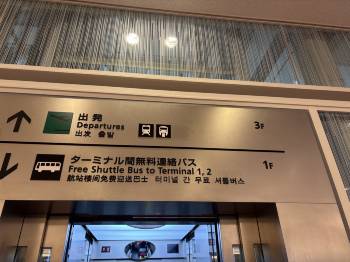 出発 3F
Departures
出发 출발
ターミナル間無料連絡バス 1F
Free Shuttle Bus to Terminal 1, 2
航站楼间免费迎送巴士 터미널 간 무료 셔틀버스